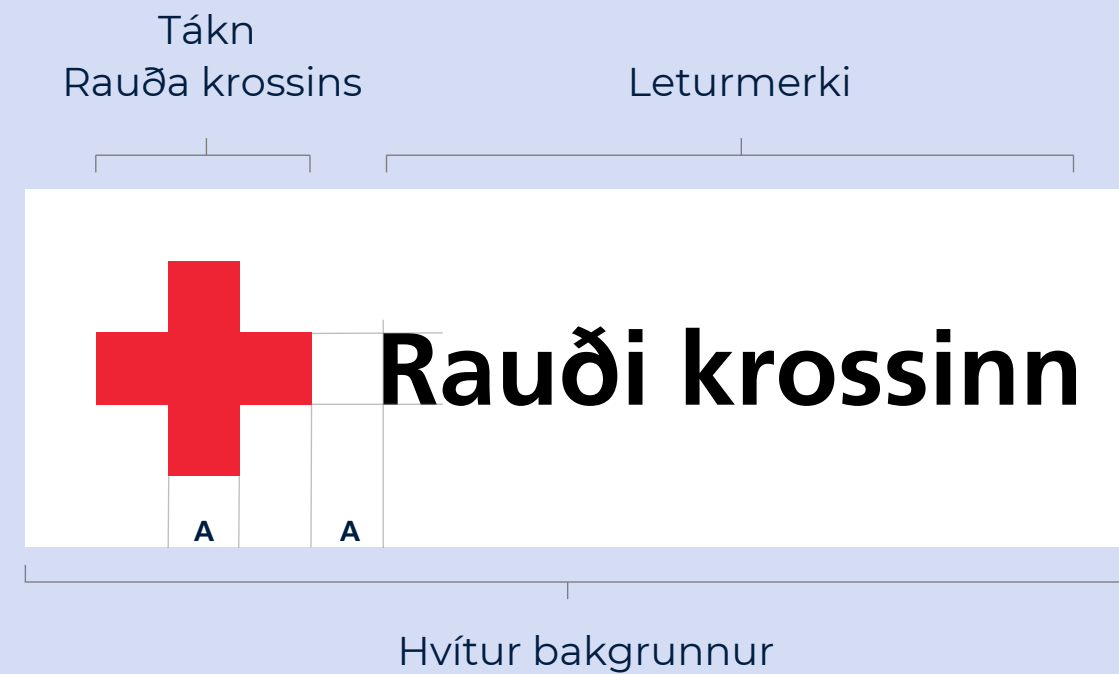 Tákn
Rauða krossins
Leturmerki
Rauði krossinn
A
A
Hvítur bakgrunnur